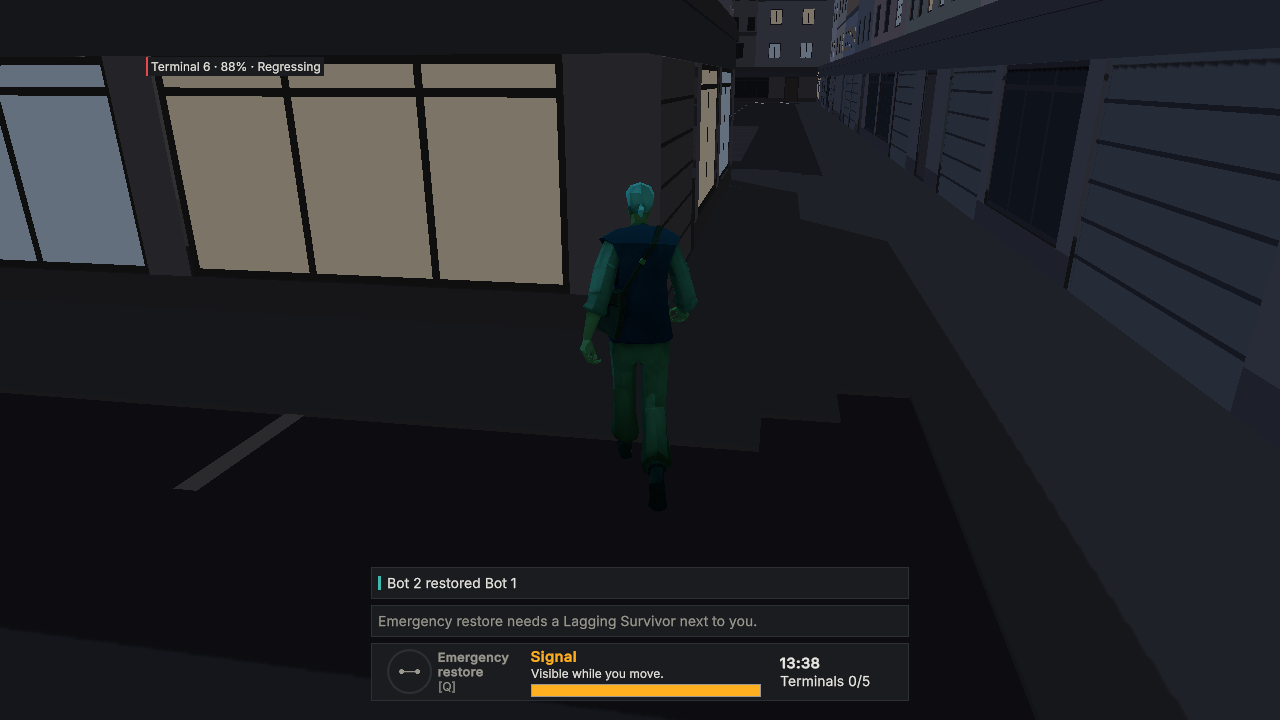 Terminal 6 · 88% · Regressing
Bot 2 restored Bot 1
Emergency restore needs a Lagging Survivor next to you.
Emergency
restore
[Q]
Signal
Visible while you move.
13:38
Terminals 0/5